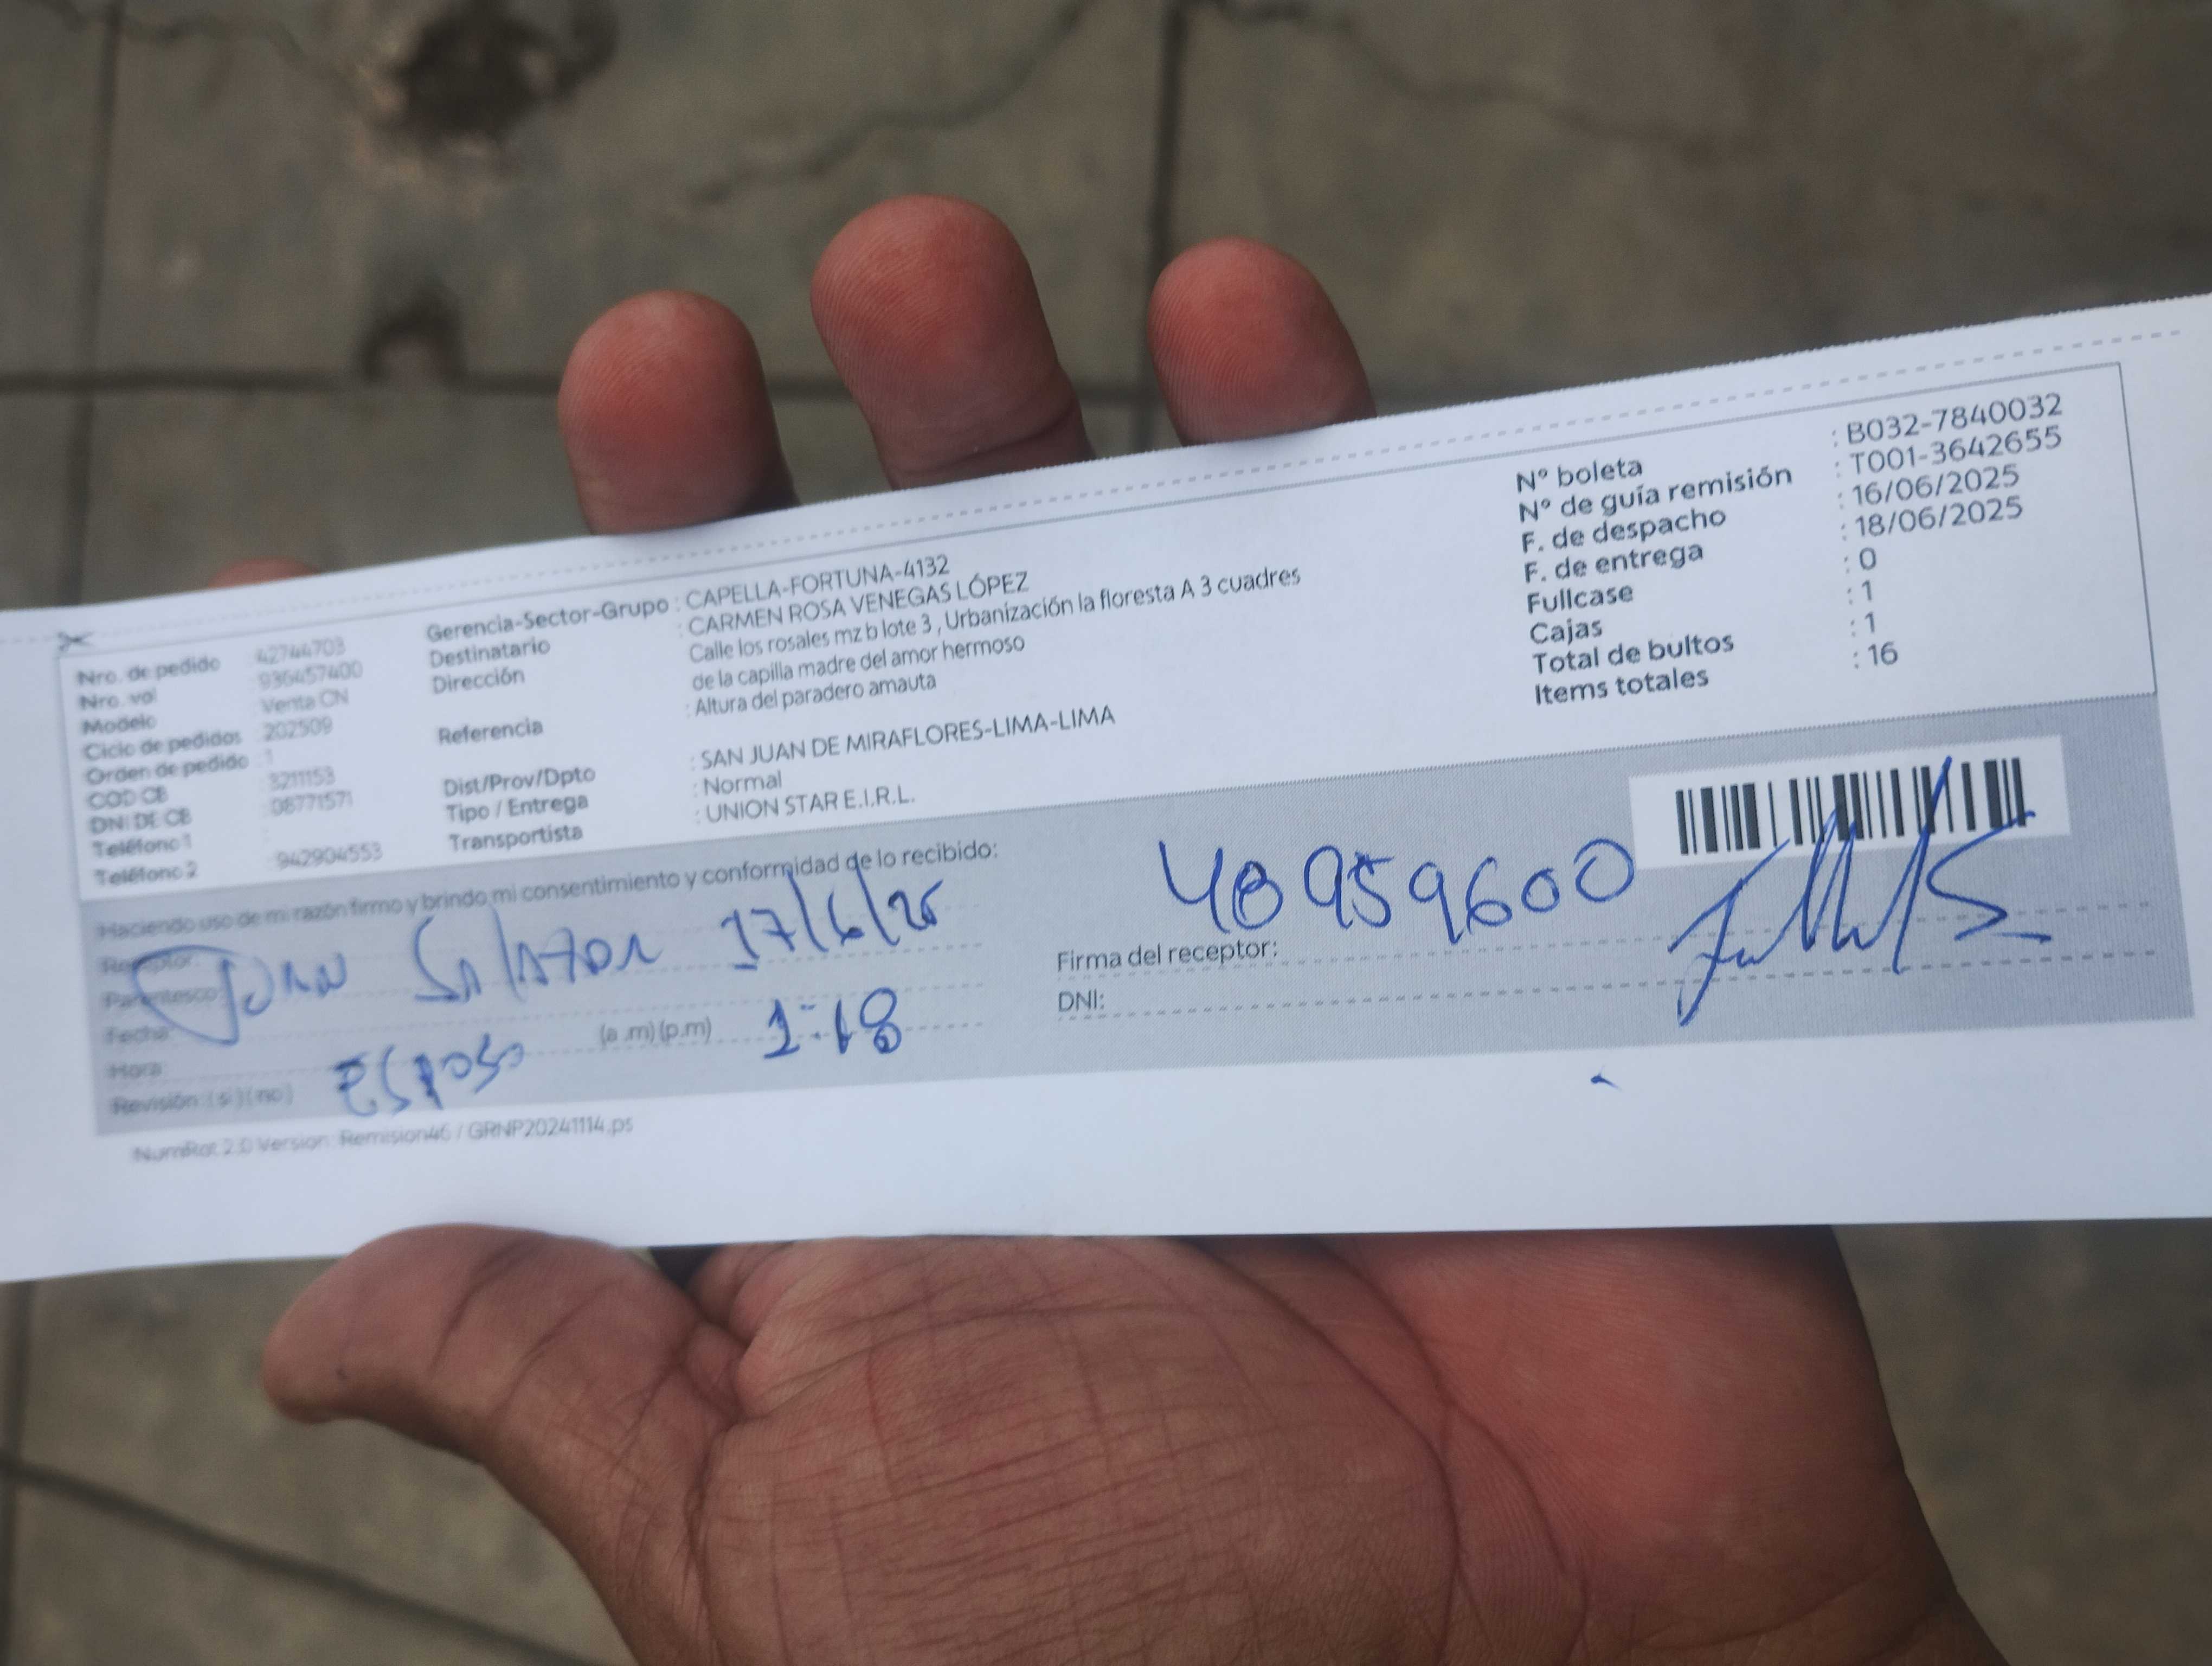 Nro. de pedido 42744703
Nro. val 936457400
Modelo Venta CN
Ciclo de pedidos 202509
Orden de pedido 1
COD CB 3211153
DNI DE CB 08771571
Teléfono 1 :
Teléfono 2 942904553
Gerencia-Sector-Grupo : CAPELLA-FORTUNA-4132
Destinatario : CARMEN ROSA VENEGAS LÓPEZ
Dirección Calle los rosales mz b lote 3 , Urbanización la floresta A 3 cuadres
de la capilla madre del amor hermoso
Referencia : Altura del paradero amauta
Dist/Prov/Dpto : SAN JUAN DE MIRAFLORES-LIMA-LIMA
Tipo / Entrega : Normal
Transportista : UNION STAR E.I.R.L.
N° boleta : B032-7840032
N° de guía remisión : T001-3642655
F. de despacho : 16/06/2025
F. de entrega : 18/06/2025
Fullcase : 0
Cajas : 1
Total de bultos : 1
Items totales : 16
Haciendo uso de mi razón firmo y brindo mi consentimiento y conformidad de lo recibido:
Receptor:
Parentesco:
17/6/25
Fecha:
Hora: (a .m) (p.m) 1:18
Revisión: (si) (no) Esposo
48959600
Firma del receptor:
DNI:
NumRot 2.0 Version: Remision46 / GRNP20241114.ps